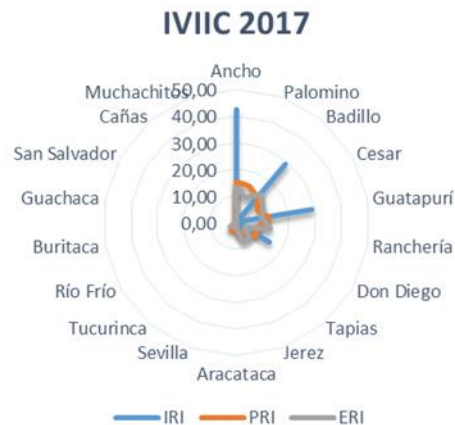 IVIIC 2017
Ancho
Palomino
Badillo
Cesar
Guatapurí
Ranchería
Don Diego
Tapias
Jerez
Aracataca
Sevilla
Tucurinca
Río Frío
Buritaca
Guachaca
San Salvador
Cañas
Muchachitos
50,00
40,00
30,00
20,00
10,00
0,00
IRI PRI ERI